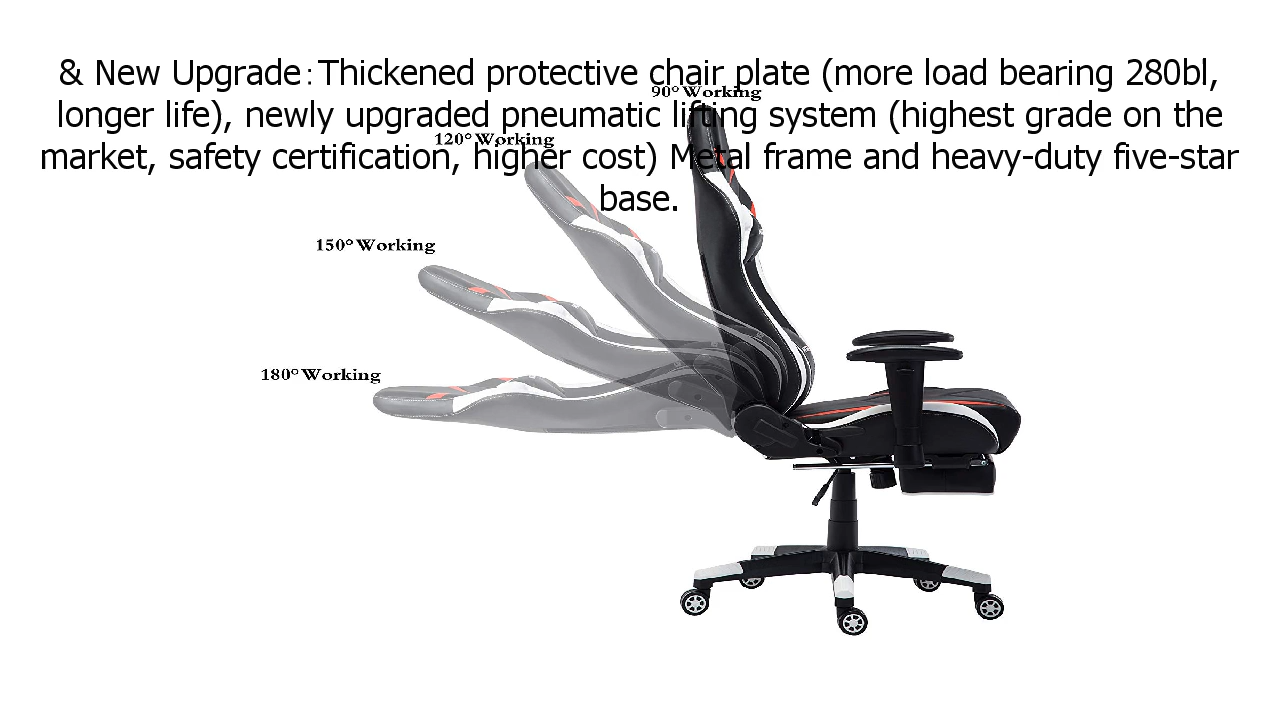 & New Upgrade：Thickened protective chair plate (more load bearing 280bl,
longer life), newly upgraded pneumatic lifting system (highest grade on the
market, safety certification, higher cost) Metal frame and heavy-duty five-star
base.
90° Working
120° Working
150° Working
180° Working